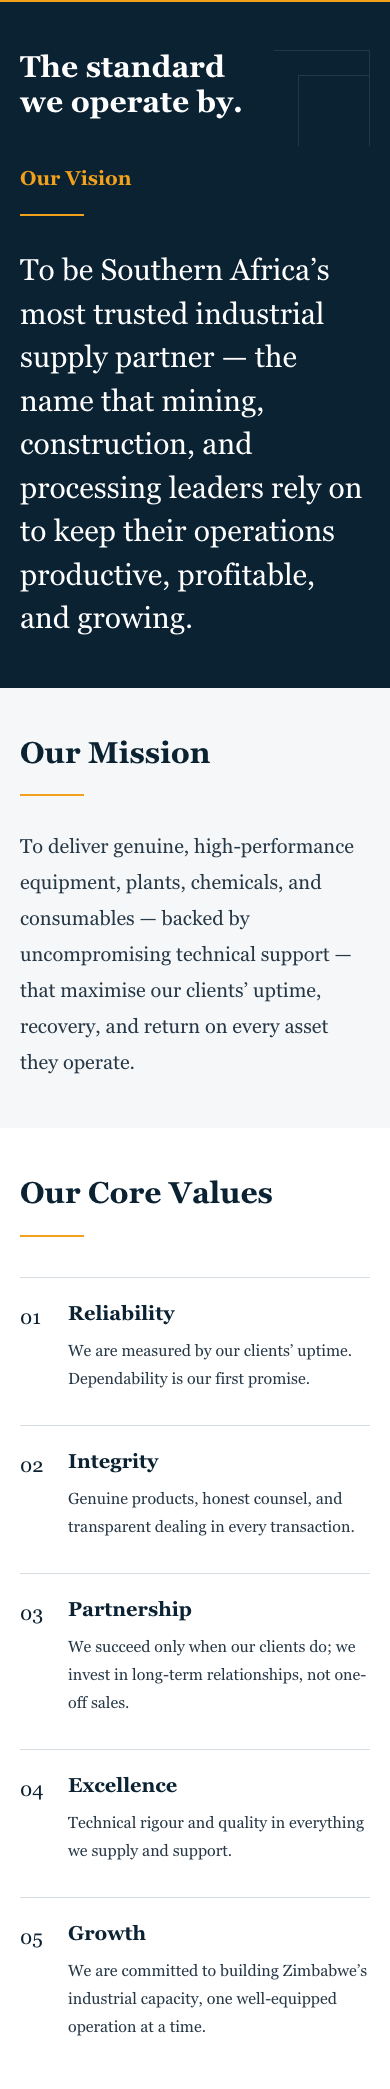 The standard
we operate by.
Our Vision
To be Southern Africa’s
most trusted industrial
supply partner — the
name that mining,
construction, and
processing leaders rely on
to keep their operations
productive, profitable,
and growing.
Our Mission
To deliver genuine, high-performance
equipment, plants, chemicals, and
consumables — backed by
uncompromising technical support —
that maximise our clients’ uptime,
recovery, and return on every asset
they operate.
Our Core Values
01
Reliability
We are measured by our clients’ uptime.
Dependability is our first promise.
02
Integrity
Genuine products, honest counsel, and
transparent dealing in every transaction.
03
Partnership
We succeed only when our clients do; we
invest in long-term relationships, not one-
off sales.
04
Excellence
Technical rigour and quality in everything
we supply and support.
05
Growth
We are committed to building Zimbabwe’s
industrial capacity, one well-equipped
operation at a time.